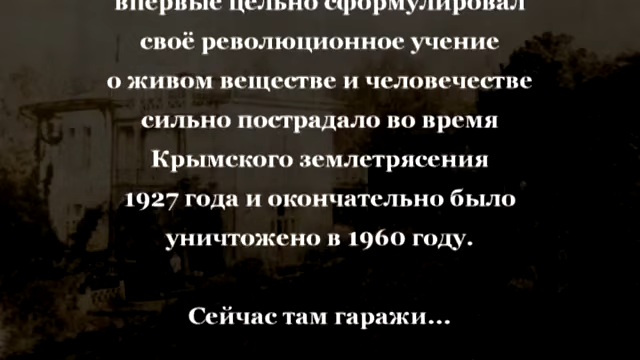 впервые цельно сформулировал
своё революционное учение
о живом веществе и человечестве
сильно пострадало во время
Крымского землетрясения
1927 года и окончательно было
уничтожено в 1960 году.
Сейчас там гаражи...